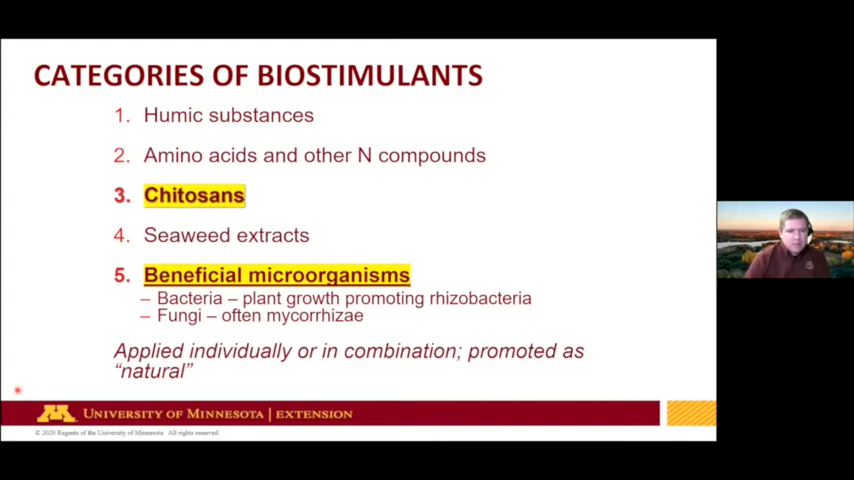 CATEGORIES OF BIOSTIMULANTS
1. Humic substances
2. Amino acids and other N compounds
3. Chitosans
4. Seaweed extracts
5. Beneficial microorganisms
– Bacteria – plant growth promoting rhizobacteria
– Fungi – often mycorrhizae
Applied individually or in combination; promoted as
“natural”
M UNIVERSITY OF MINNESOTA | EXTENSION
© 2020 Regents of the University of Minnesota. All rights reserved.